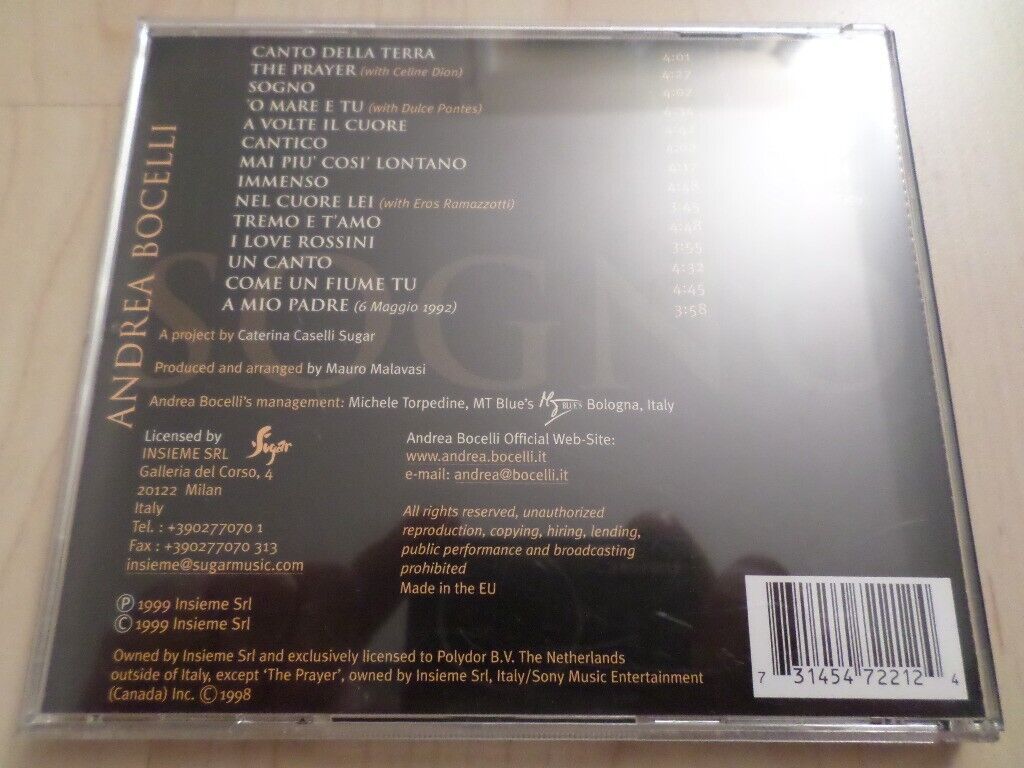 CANTO DELLA TERRA 4:01
THE PRAYER (with Celine Dion) 4:27
SOGNO 4:02
'O MARE E TU (with Dulce Pontes)
A VOLTE IL CUORE
CANTICO
MAI PIU' COSI' LONTANO 4:17
IMMENSO 4:48
NEL CUORE LEI (with Eros Ramazzotti) 3:45
TREMO E T'AMO 4:48
I LOVE ROSSINI 3:55
UN CANTO 4:32
COME UN FIUME TU 4:45
A MIO PADRE (6 Maggio 1992) 3:58
ANDREA BOCELLI
SOGNO
A project by Caterina Caselli Sugar
Produced and arranged by Mauro Malavasi
Andrea Bocelli's management: Michele Torpedine, MT Blue's BLUE'S Bologna, Italy
Licensed by
INSIEME SRL Sugar
Galleria del Corso, 4
20122 Milan
Italy
Tel. : +390277070 1
Fax : +390277070 313
insieme@sugarmusic.com
Andrea Bocelli Official Web-Site:
www.andrea.bocelli.it
e-mail: andrea@bocelli.it
All rights reserved, unauthorized
reproduction, copying, hiring, lending,
public performance and broadcasting
prohibited
Made in the EU
Ⓟ 1999 Insieme Srl
© 1999 Insieme Srl
Owned by Insieme Srl and exclusively licensed to Polydor B.V. The Netherlands
outside of Italy, except 'The Prayer', owned by Insieme Srl, Italy/Sony Music Entertainment
(Canada) Inc. © 1998
7 31454 72212 4